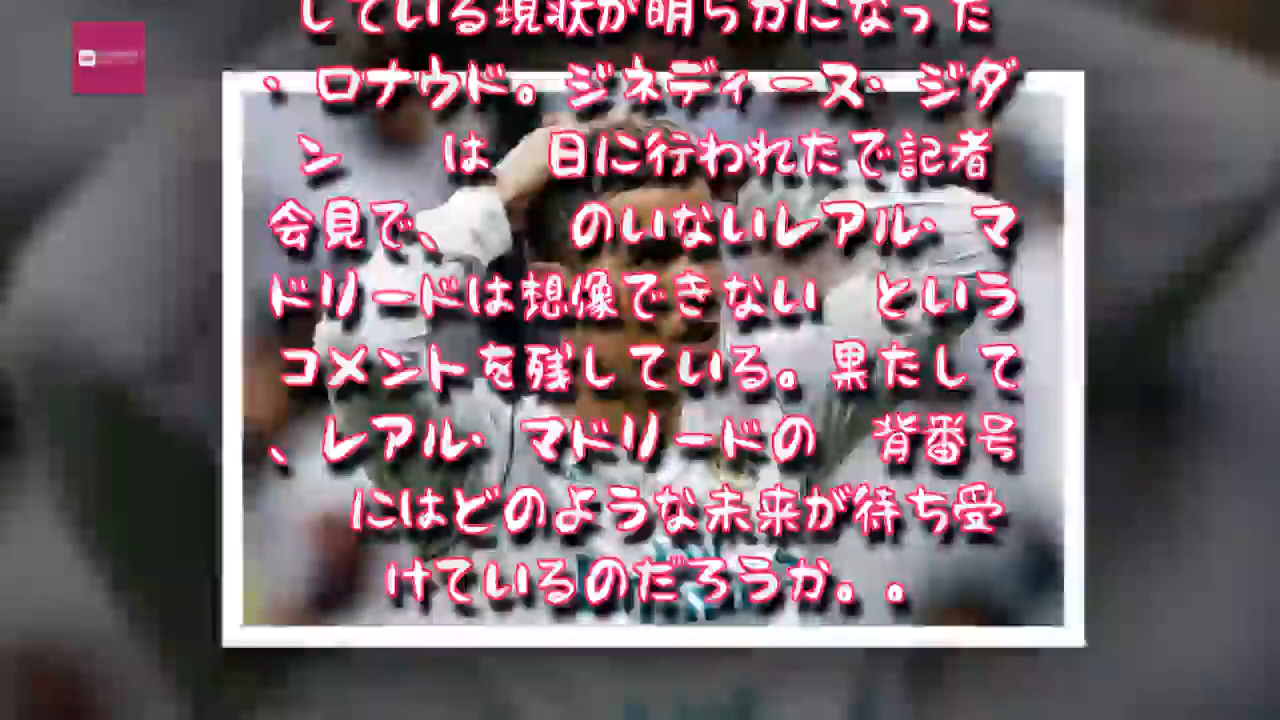 している現状が明らかになった
・ロナウド。ジネディーヌ・ジダ
ン　　は　日に行われたで記者
会見で、　　のいないレアル・マ
ドリードは想像できない　という
コメントを残している。果たして
、レアル・マドリードの　背番号
　にはどのような未来が待ち受
けているのだろうか。。